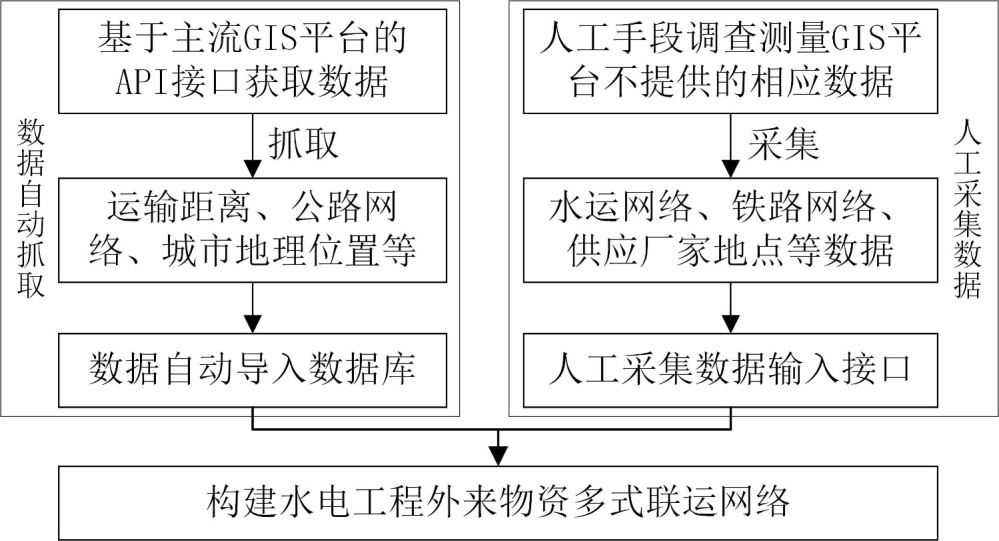 基于主流GIS平台的
API接口获取数据
抓取
运输距离、公路网
络、城市地理位置等
数据自动导入数据库
数据自动抓取
人工手段调查测量GIS平
台不提供的相应数据
采集
水运网络、铁路网络、
供应厂家地点等数据
人工采集数据输入接口
人工采集数据
构建水电工程外来物资多式联运网络